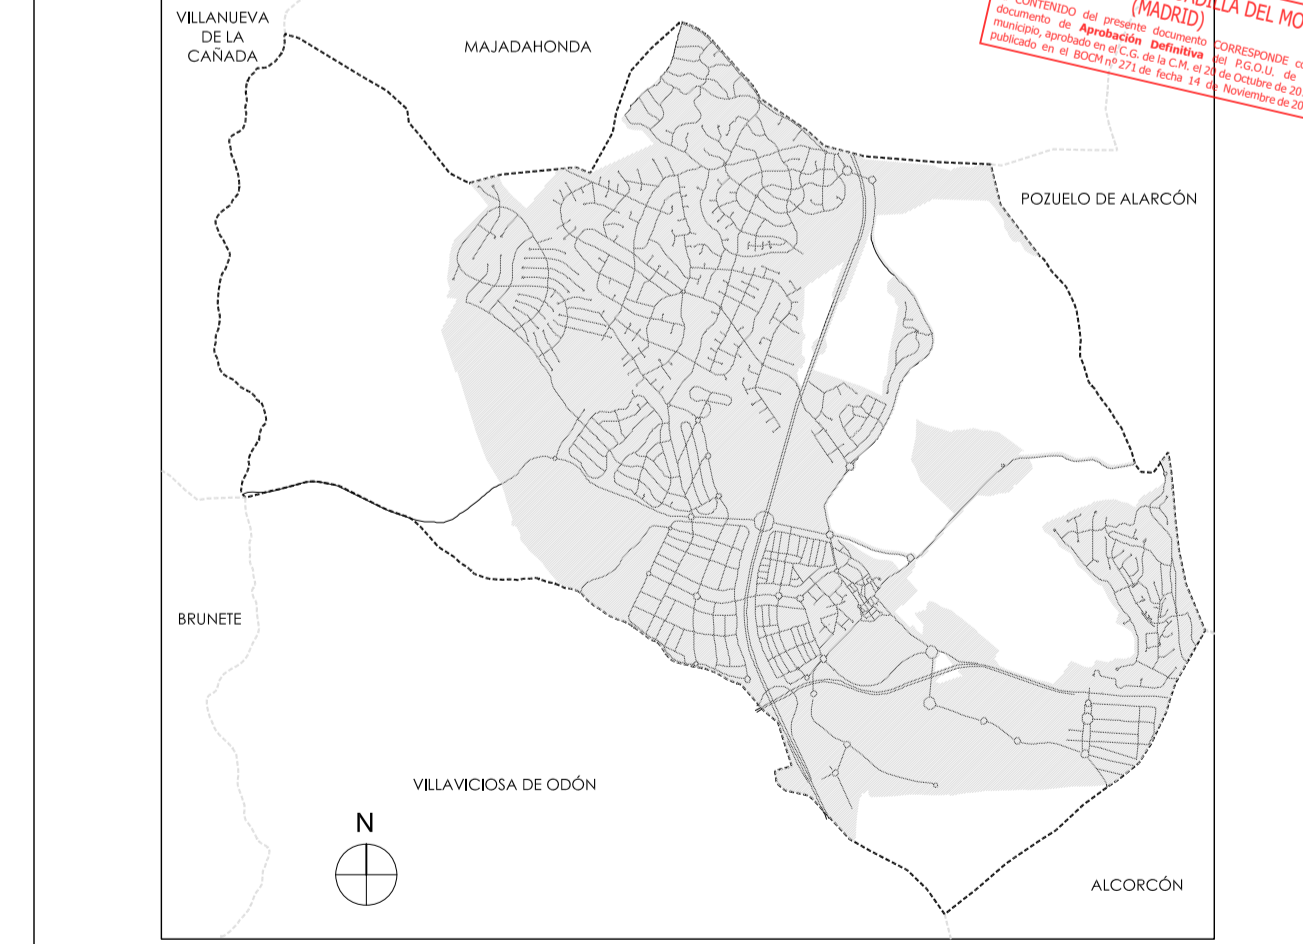 VILLANUEVA
DE LA
CAÑADA
MAJADAHONDA
DEL MO
(MADRID)
CONTENIDO del presente documento CORRESPONDE
documento de Aprobación Definitiva del P.G.O.U. de
municipio, aprobado en el C.G. de la C.M. el 20 de Octubre de
publicado en el BOCM nº 271 de fecha 14 de Noviembre de
POZUELO DE ALARCÓN
BRUNETE
VILLAVICIOSA DE ODÓN
N
ALCORCÓN